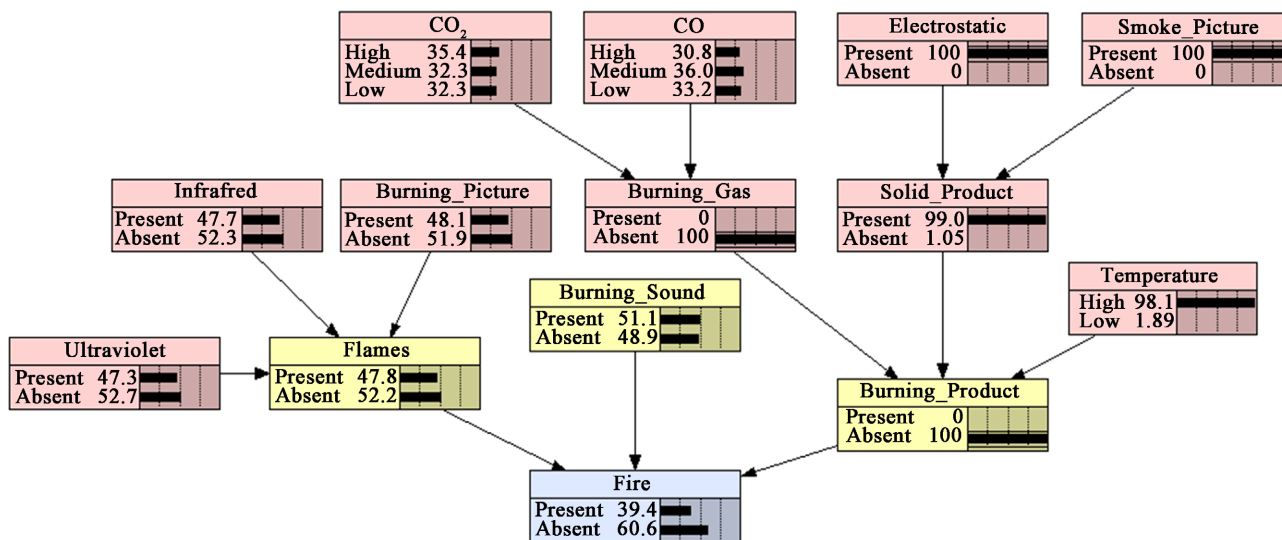 CO₂
High 35.4
Medium 32.3
Low 32.3
CO
High 30.8
Medium 36.0
Low 33.2
Electrostatic
Present 100
Absent 0
Smoke_Picture
Present 100
Absent 0
Infrafred
Present 47.7
Absent 52.3
Burning_Picture
Present 48.1
Absent 51.9
Burning_Gas
Present 0
Absent 100
Solid_Product
Present 99.0
Absent 1.05
Temperature
High 98.1
Low 1.89
Burning_Sound
Present 51.1
Absent 48.9
Ultraviolet
Present 47.3
Absent 52.7
Flames
Present 47.8
Absent 52.2
Burning_Product
Present 0
Absent 100
Fire
Present 39.4
Absent 60.6